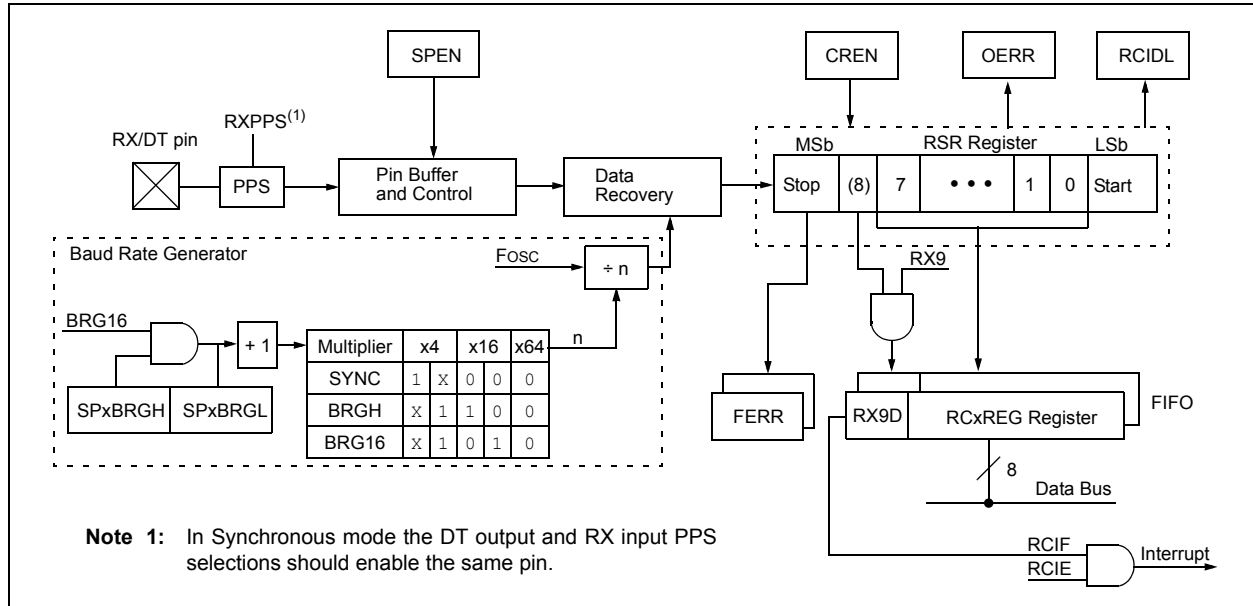 SPEN
CREN
OERR
RCIDL
RXPPS(1)
RX/DT pin
PPS
Pin Buffer
and Control
Data
Recovery
MSb
RSR Register
LSb
Stop (8) 7 • • • 1 0 Start
Baud Rate Generator
FOSC
÷ n
RX9
BRG16
+ 1
n
Multiplier x4 x16 x64
SYNC 1 X 0 0 0
BRGH X 1 1 0 0
BRG16 X 1 0 1 0
SPxBRGH SPxBRGL
FERR
RX9D RCxREG Register
FIFO
8
Data Bus
Note 1: In Synchronous mode the DT output and RX input PPS
selections should enable the same pin.
RCIF
RCIE
Interrupt